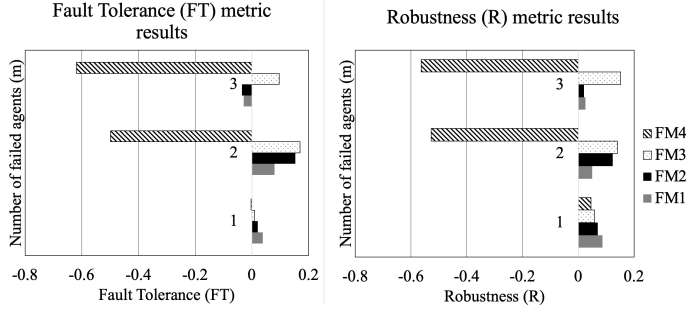 Fault Tolerance (FT) metric
results
Number of failed agents (m)
3
2
1
-0.8 -0.6 -0.4 -0.2 0 0.2
Fault Tolerance (FT)
Robustness (R) metric results
Number of failed agents (m)
3
2
1
-0.8 -0.6 -0.4 -0.2 0 0.2
Robustness (R)
FM4
FM3
FM2
FM1